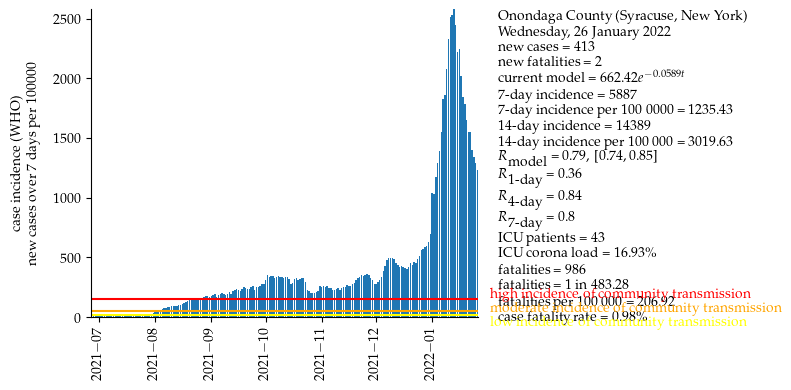 2500
2000
1500
1000
500
0
case incidence (WHO)
new cases over 7 days per 100000
2021−07
2021−08
2021−09
2021−10
2021−11
2021−12
2022−01
Onondaga County (Syracuse, New York)
Wednesday, 26 January 2022
new cases = 413
new fatalities = 2
current model = 662.42e^{-0.0589t}
7-day incidence = 5887
7-day incidence per 100 0000 = 1235.43
14-day incidence = 14389
14-day incidence per 100 000 = 3019.63
R_model = 0.79, [0.74, 0.85]
R_1-day = 0.36
R_4-day = 0.84
R_7-day = 0.8
ICU patients = 43
ICU corona load = 16.93%
fatalities = 986
fatalities = 1 in 483.28
high incidence of community transmission
fatalities per 100 000 = 206.92
moderate incidence of community transmission
case fatality rate = 0.98%
low incidence of community transmission